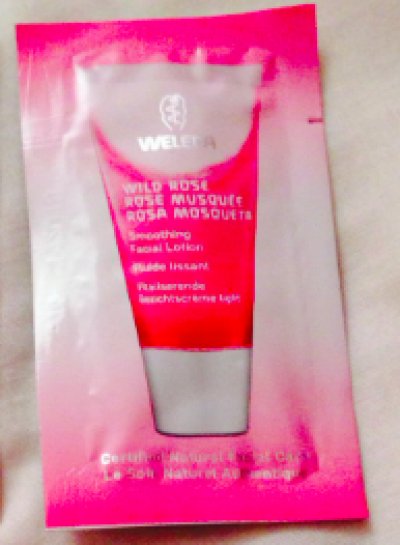 WELEDA
WILD ROSE
ROSE MUSQUÉE
ROSA MOSQUETA
Smoothing
Facial Lotion
Fluide lissant
Certified Natural Facial Care
Le Soin Naturel Authentique